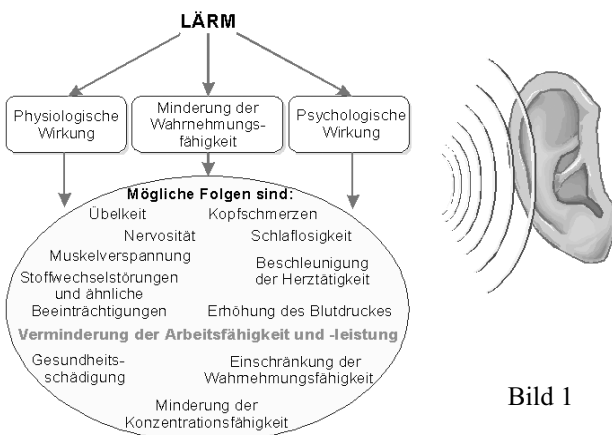 LÄRM
Physiologische
Wirkung
Minderung der
Wahrnehmungs-
fähigkeit
Psychologische
Wirkung
Mögliche Folgen sind:
Übelkeit
Kopfschmerzen
Nervosität
Schlaflosigkeit
Muskelverspannung
Beschleunigung
der Herztätigkeit
Stoffwechselstörungen
und ähnliche
Beeinträchtigungen
Erhöhung des Blutdruckes
Verminderung der Arbeitsfähigkeit und -leistung
Gesundheits-
schädigung
Einschränkung der
Wahrnehmungsfähigkeit
Minderung der
Konzentrationsfähigkeit
Bild 1